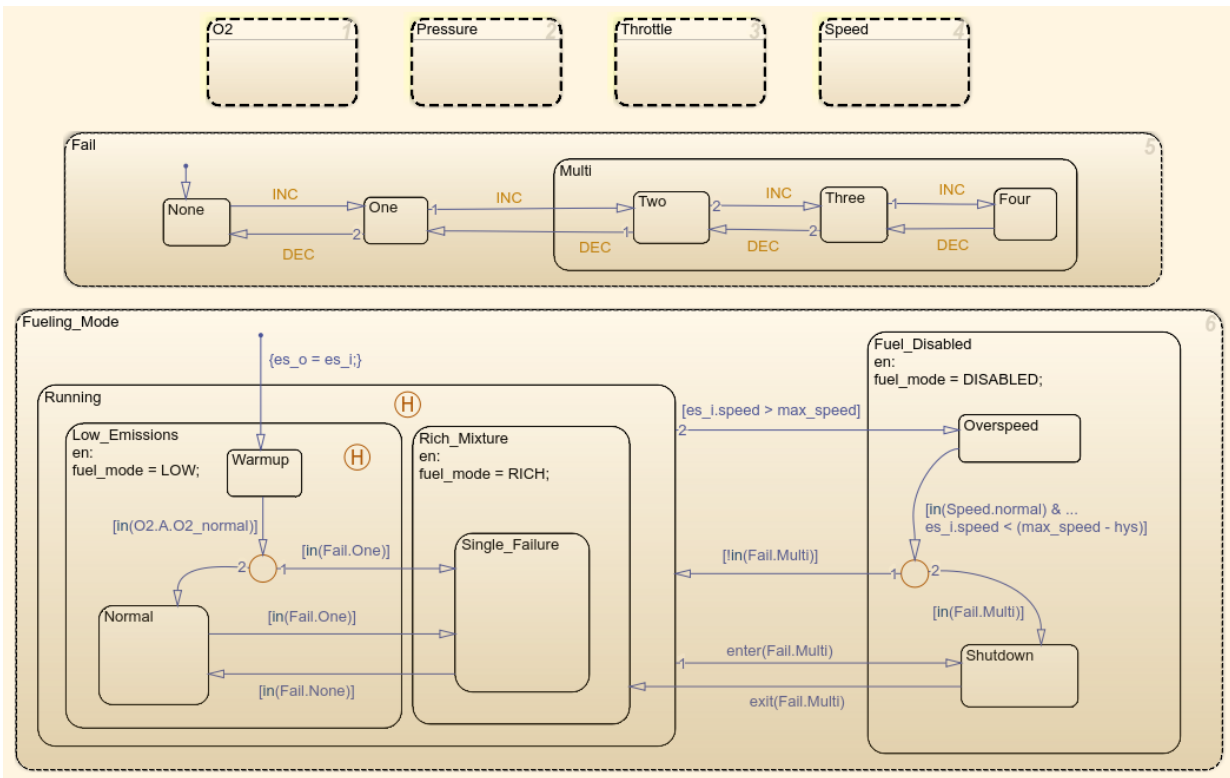 O2 1
Pressure 2
Throttle 3
Speed 4
Fail 5
Multi
None
INC
DEC
One
1
2
INC
DEC
Two
2
1
INC
DEC
Three
1
2
INC
DEC
Four
Fueling_Mode 6
{es_o = es_i;}
Running
H
Low_Emissions
en:
fuel_mode = LOW;
H
Warmup
[in(O2.A.O2_normal)]
2
1
[in(Fail.One)]
Normal
[in(Fail.One)]
[in(Fail.None)]
Rich_Mixture
en:
fuel_mode = RICH;
Single_Failure
[es_i.speed > max_speed]
2
[!in(Fail.Multi)]
1
enter(Fail.Multi)
exit(Fail.Multi)
Fuel_Disabled
en:
fuel_mode = DISABLED;
Overspeed
[in(Speed.normal) & ...
es_i.speed < (max_speed - hys)]
1
2
[in(Fail.Multi)]
Shutdown